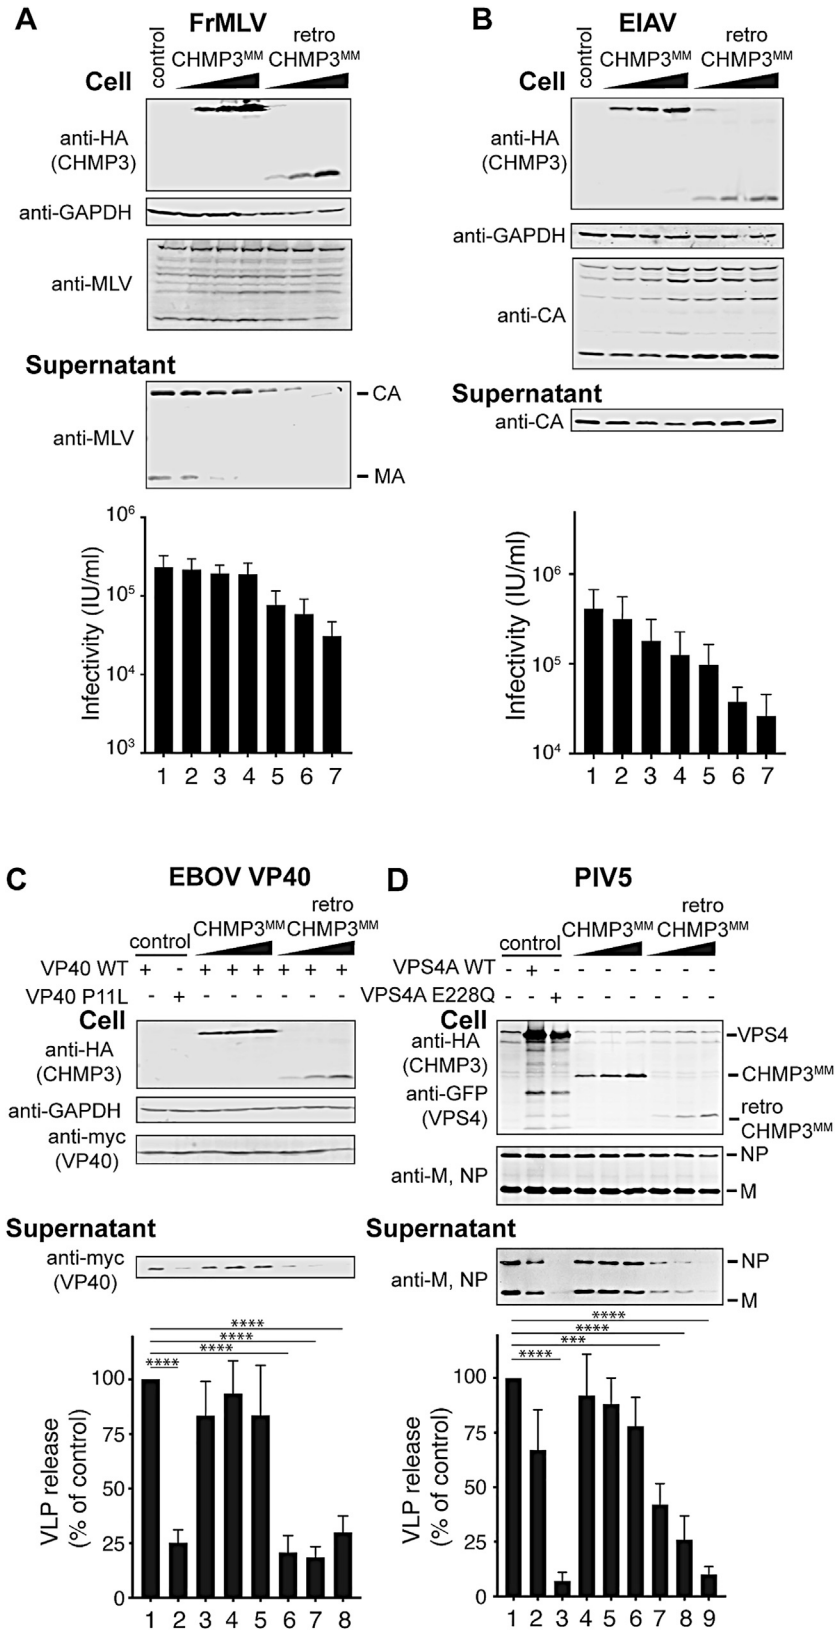 A
FrMLV
control
CHMP3MM
retro
CHMP3MM
Cell
anti-HA
(CHMP3)
anti-GAPDH
anti-MLV
Supernatant
anti-MLV
CA
MA
Infectivity (IU/ml)
10^6
10^5
10^4
10^3
1 2 3 4 5 6 7
B
EIAV
control
CHMP3MM
retro
CHMP3MM
Cell
anti-HA
(CHMP3)
anti-GAPDH
anti-CA
Supernatant
anti-CA
Infectivity (IU/ml)
10^6
10^5
10^4
1 2 3 4 5 6 7
C
EBOV VP40
control
CHMP3MM
retro
CHMP3MM
VP40 WT + - + + + + + +
VP40 P11L - + - - - - - -
Cell
anti-HA
(CHMP3)
anti-GAPDH
anti-myc
(VP40)
Supernatant
anti-myc
(VP40)
VLP release
(% of control)
****
****
****
****
100
75
50
25
0
1 2 3 4 5 6 7 8
D
PIV5
control
CHMP3MM
retro
CHMP3MM
VPS4A WT - + - - - - - - -
VPS4A E228Q - - + - - - - - -
Cell
anti-HA
(CHMP3)
anti-GFP
(VPS4)
VPS4
CHMP3MM
retro
CHMP3MM
anti-M, NP
NP
M
Supernatant
anti-M, NP
NP
M
VLP release
(% of control)
****
****
***
****
100
75
50
25
0
1 2 3 4 5 6 7 8 9